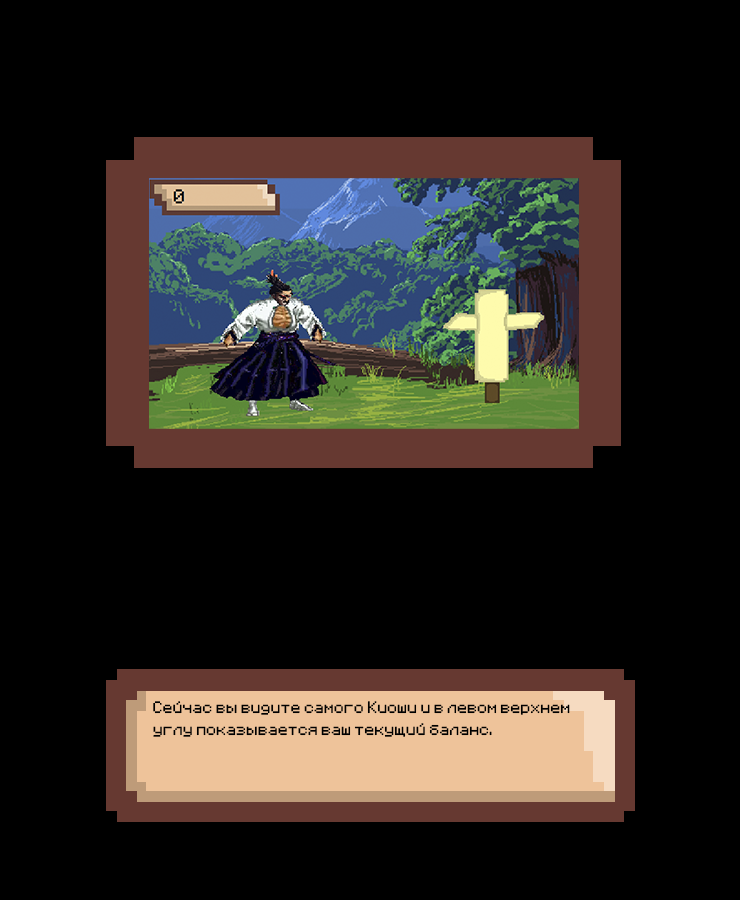 0
Сейчас вы видите самого Киоши и в левом верхнем
углу показывается ваш текущий баланс.